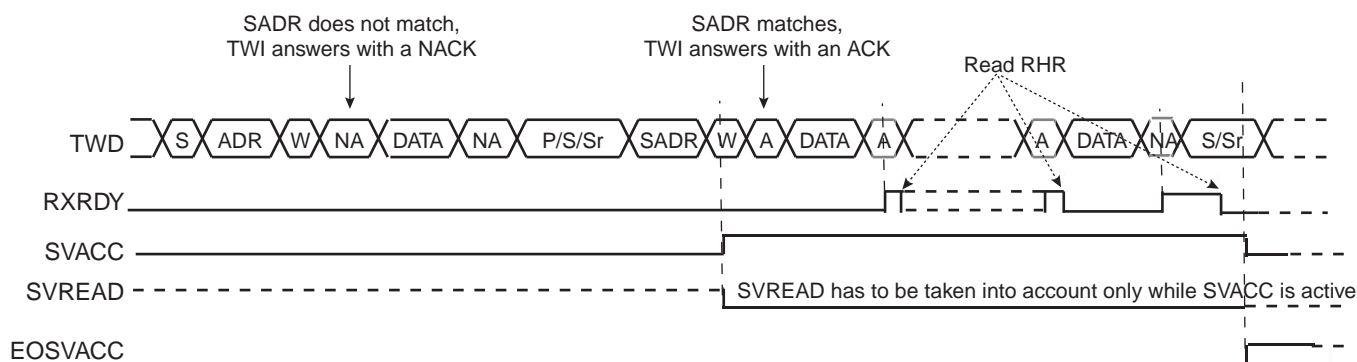 SADR does not match,
TWI answers with a NACK
SADR matches,
TWI answers with an ACK
Read RHR
TWD S ADR W NA DATA NA P/S/Sr SADR W A DATA A A DATA NA S/Sr
RXRDY
SVACC
SVREAD SVREAD has to be taken into account only while SVACC is active
EOSVACC